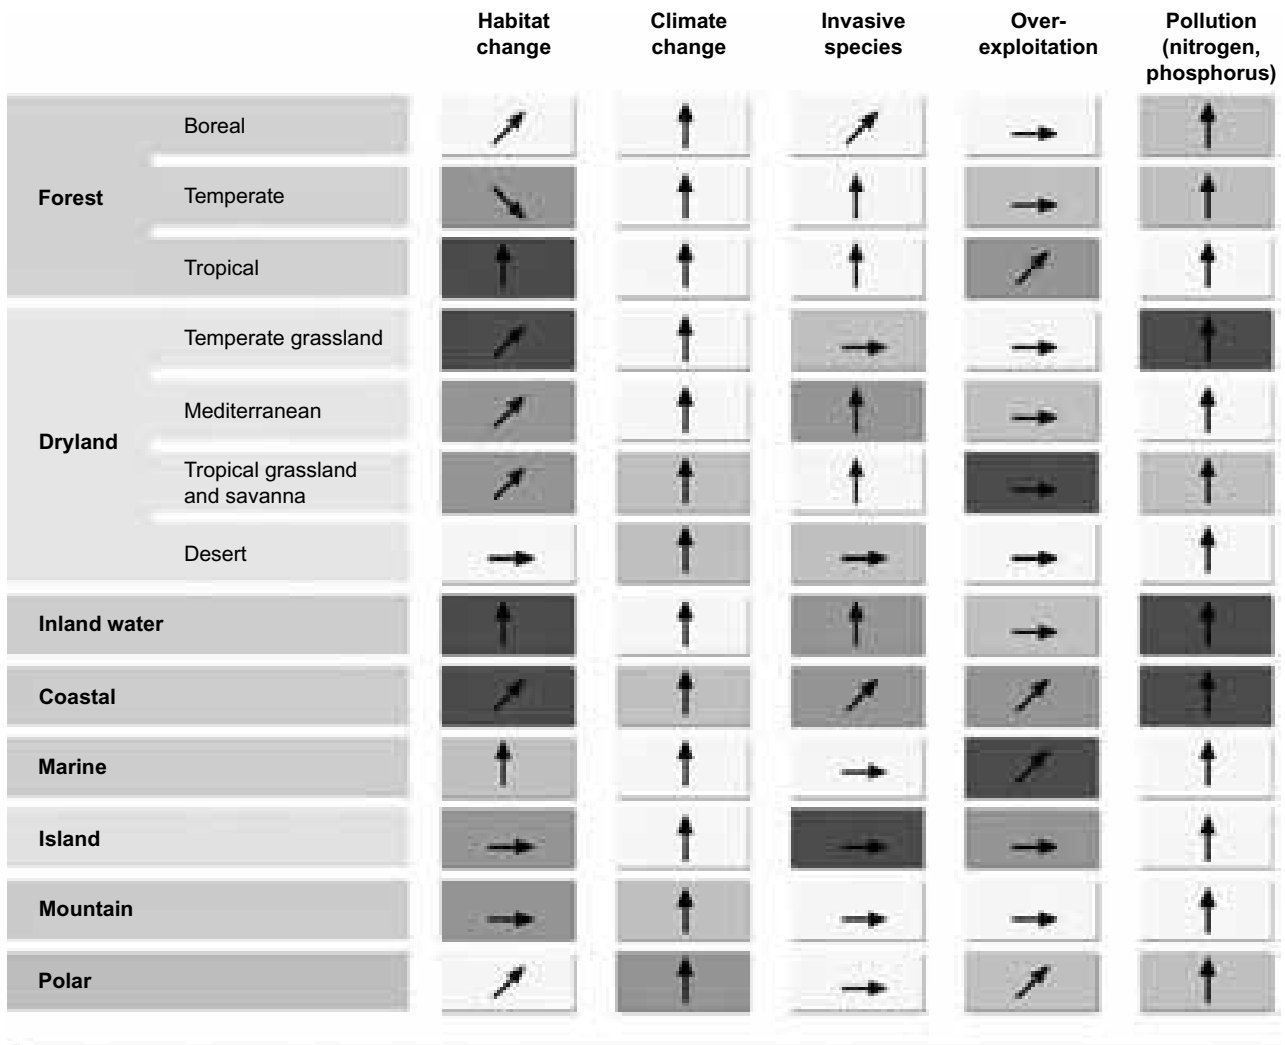 Habitat change
Climate change
Invasive species
Over-exploitation
Pollution (nitrogen, phosphorus)
Forest
Boreal
Temperate
Tropical
Dryland
Temperate grassland
Mediterranean
Tropical grassland
and savanna
Desert
Inland water
Coastal
Marine
Island
Mountain
Polar